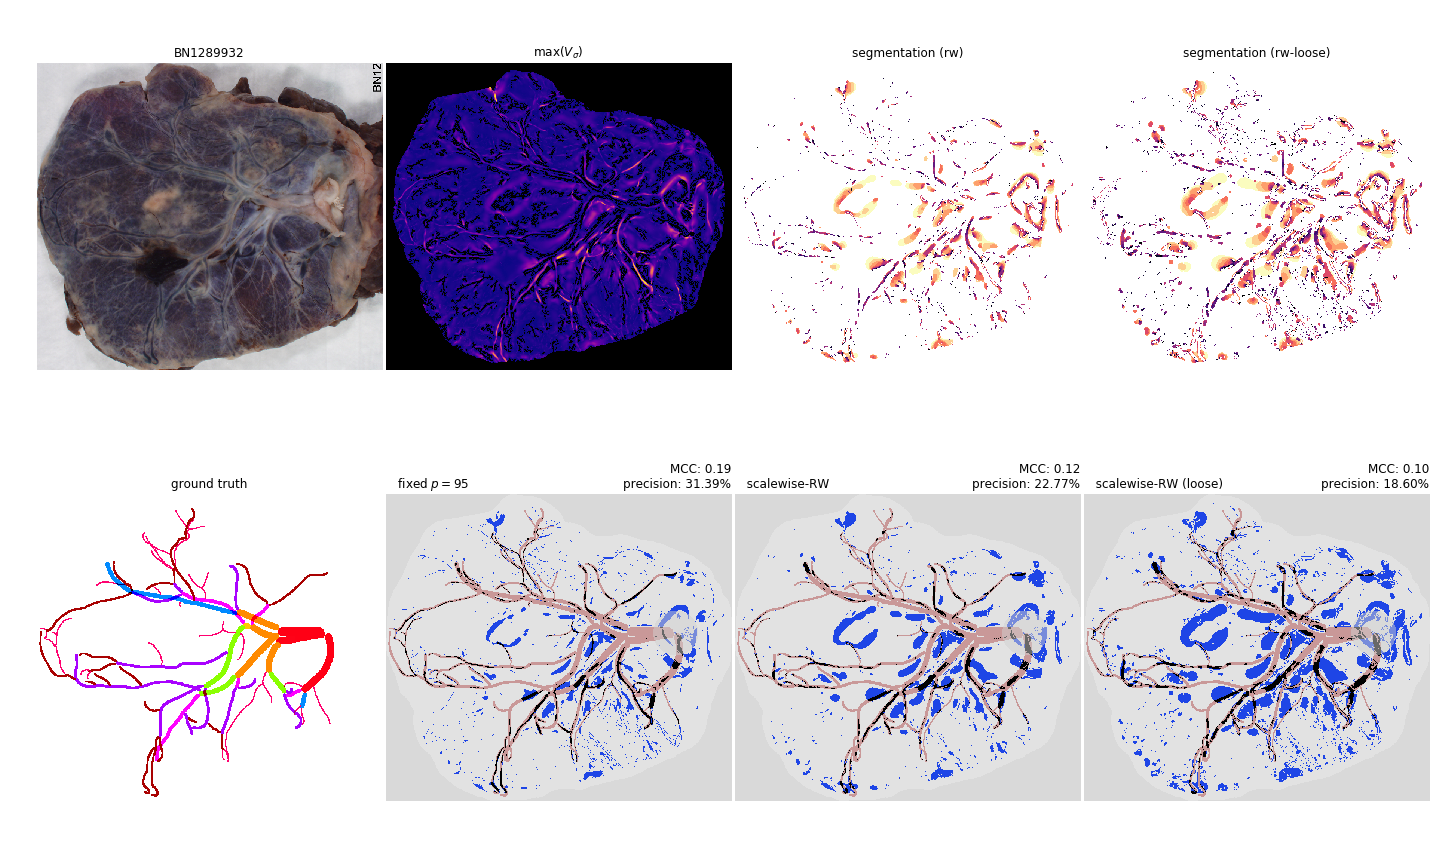 BN1289932
max(Vσ)
segmentation (rw)
segmentation (rw-loose)
BN12
ground truth
fixed p = 95
MCC: 0.19
precision: 31.39%
scalewise-RW
MCC: 0.12
precision: 22.77%
scalewise-RW (loose)
MCC: 0.10
precision: 18.60%